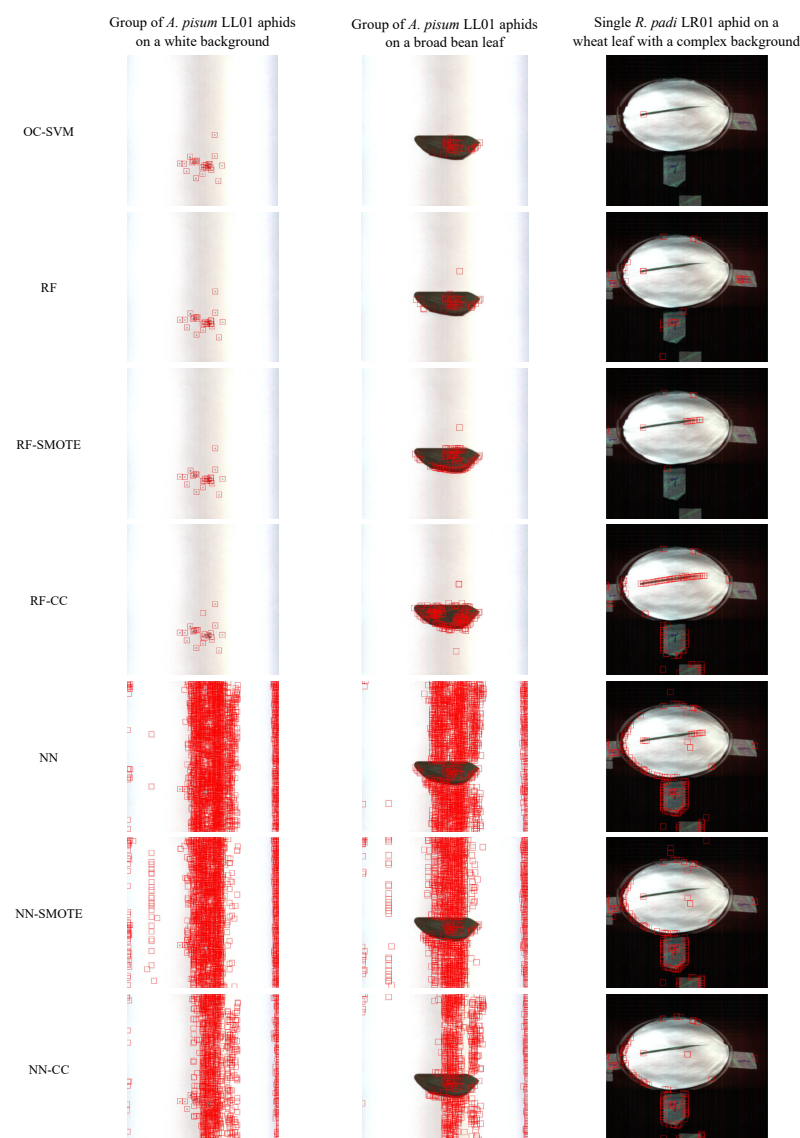 Group of A. pisum LL01 aphids
on a white background
Group of A. pisum LL01 aphids
on a broad bean leaf
Single R. padi LR01 aphid on a
wheat leaf with a complex background
OC-SVM
RF
RF-SMOTE
RF-CC
NN
NN-SMOTE
NN-CC